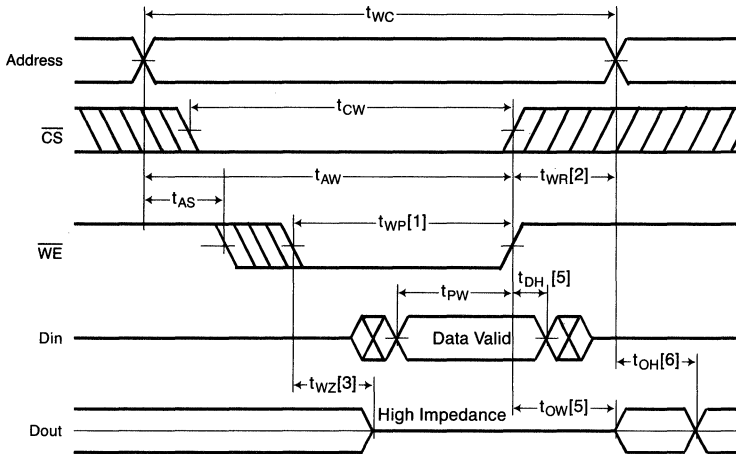 tWC
Address
tCW
CS
tAW
tWR[2]
tAS
tWP[1]
WE
tPW
tDH [5]
Din
Data Valid
tOH[6]
tWZ[3]
High Impedance
tOW[5]
Dout